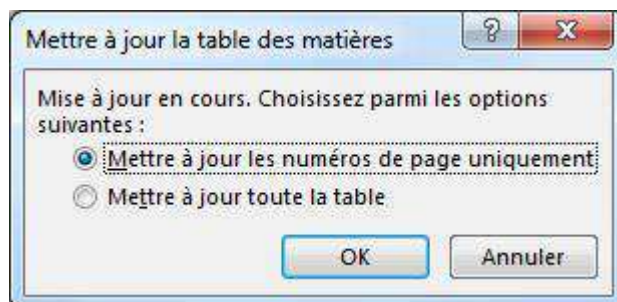 Mettre à jour la table des matières
Mise à jour en cours. Choisissez parmi les options
suivantes :
Mettre à jour les numéros de page uniquement
Mettre à jour toute la table
OK Annuler